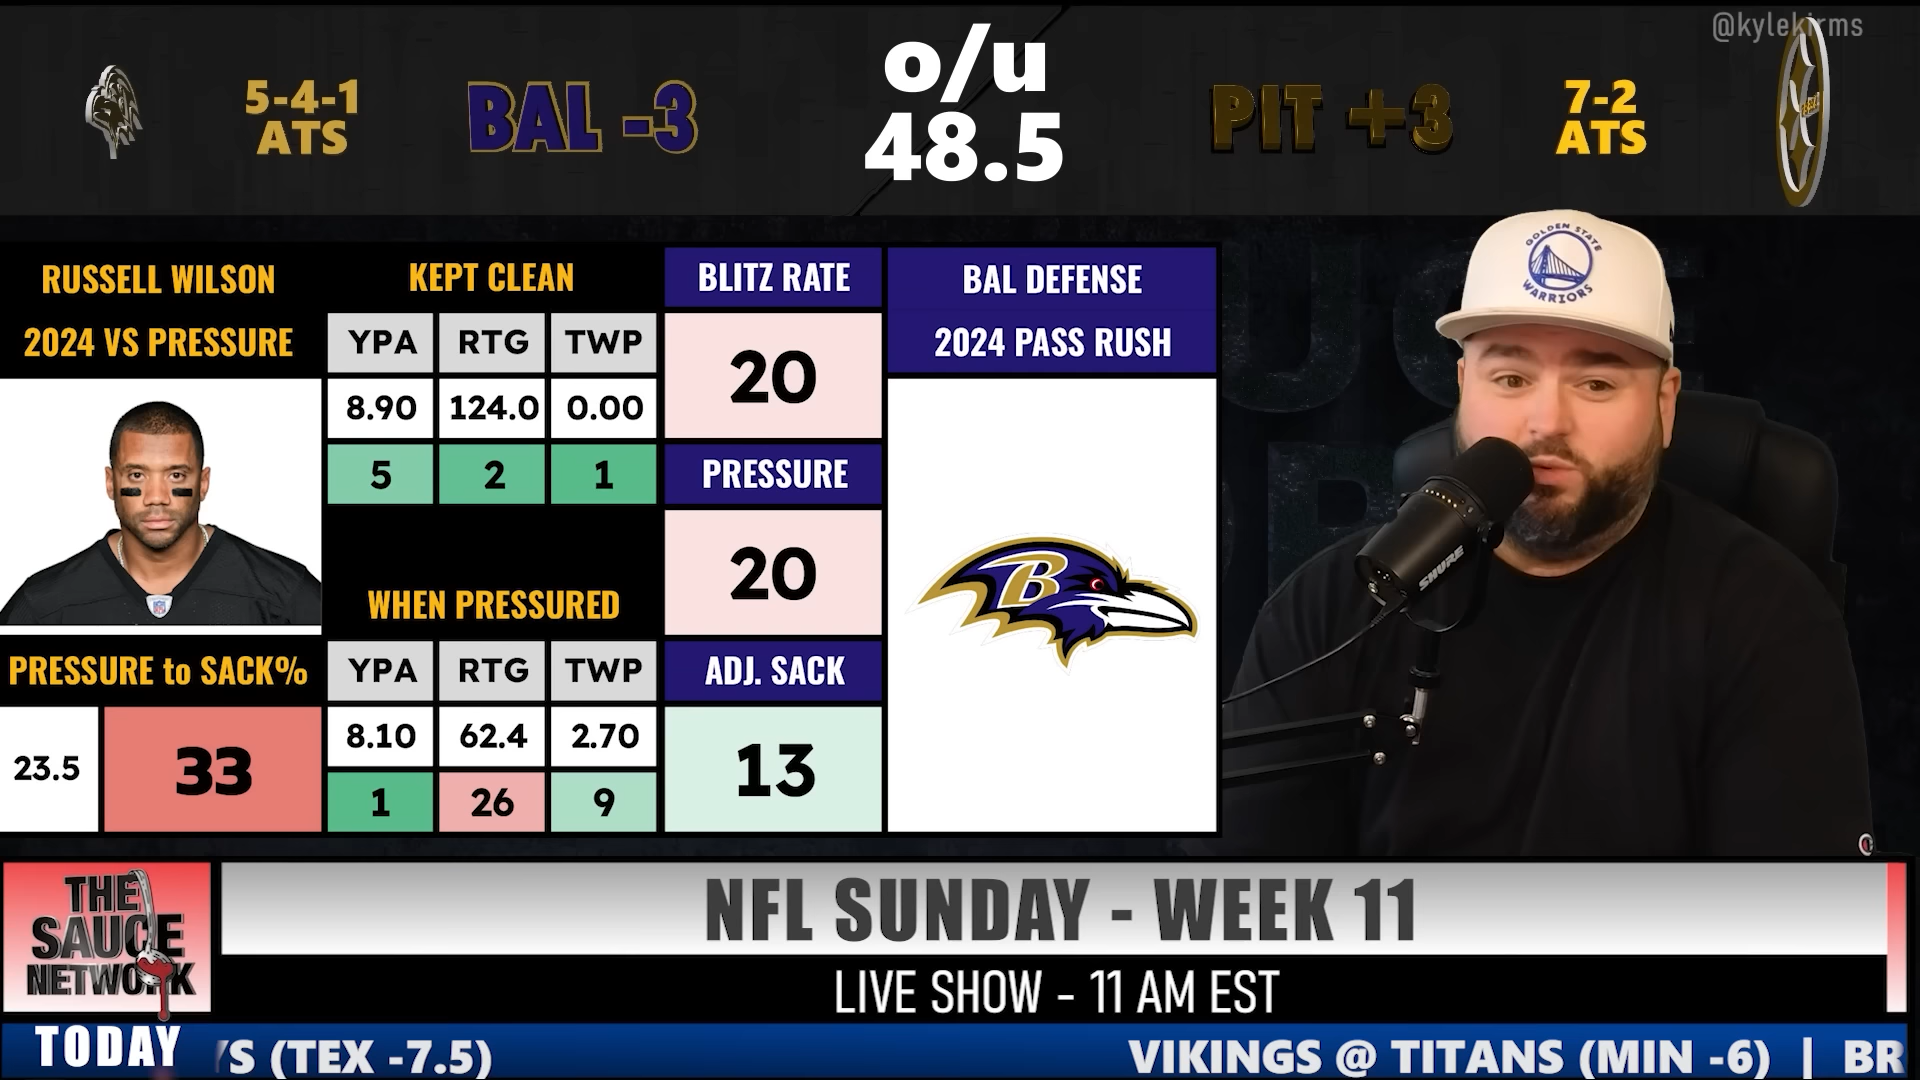 @kylekirms
5-4-1
ATS
BAL -3
o/u
48.5
PIT +3
7-2
ATS
RUSSELL WILSON
2024 VS PRESSURE
KEPT CLEAN
YPA RTG TWP
8.90 124.0 0.00
5 2 1
WHEN PRESSURED
YPA RTG TWP
8.10 62.4 2.70
1 26 9
PRESSURE to SACK%
23.5 33
BLITZ RATE
20
PRESSURE
20
ADJ. SACK
13
BAL DEFENSE
2024 PASS RUSH
B
GOLDEN STATE
WARRIORS
SHURE
THE
SAUCE
NETWORK
NFL SUNDAY - WEEK 11
LIVE SHOW - 11 AM EST
TODAY
YS (TEX -7.5) VIKINGS @ TITANS (MIN -6) | BR